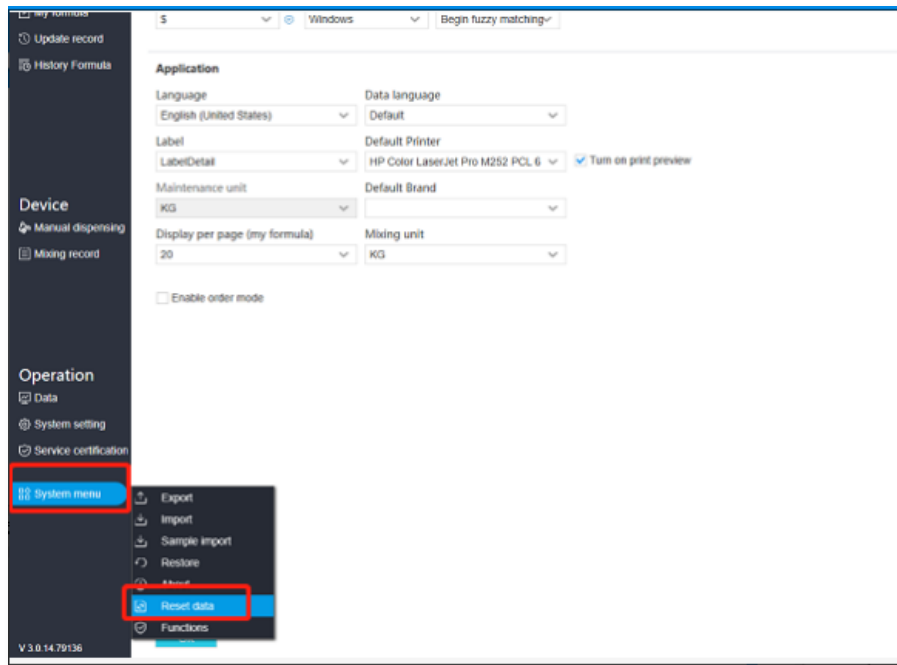 My formula
Update record
History Formula
Device
Manual dispensing
Mixing record
Operation
Data
System setting
Service certification
System menu
V 3.0.14.79136
$
Windows
Begin fuzzy matching
Application
Language
Data language
English (United States)
Default
Label
Default Printer
LabelDetail
HP Color LaserJet Pro M252 PCL 6
Turn on print preview
Maintenance unit
Default Brand
KG
Display per page (my formula)
Mixing unit
20
KG
Enable order mode
Export
Import
Sample import
Restore
About
Reset data
Functions